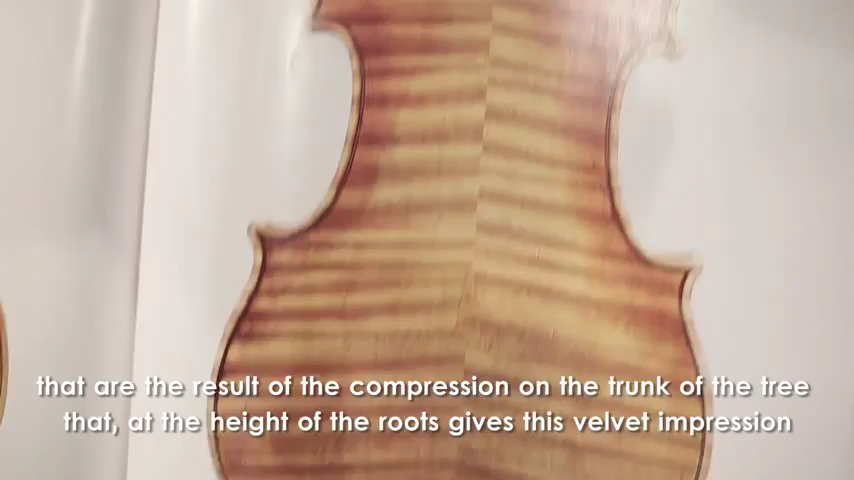 that are the result of the compression on the trunk of the tree
that, at the height of the roots gives this velvet impression